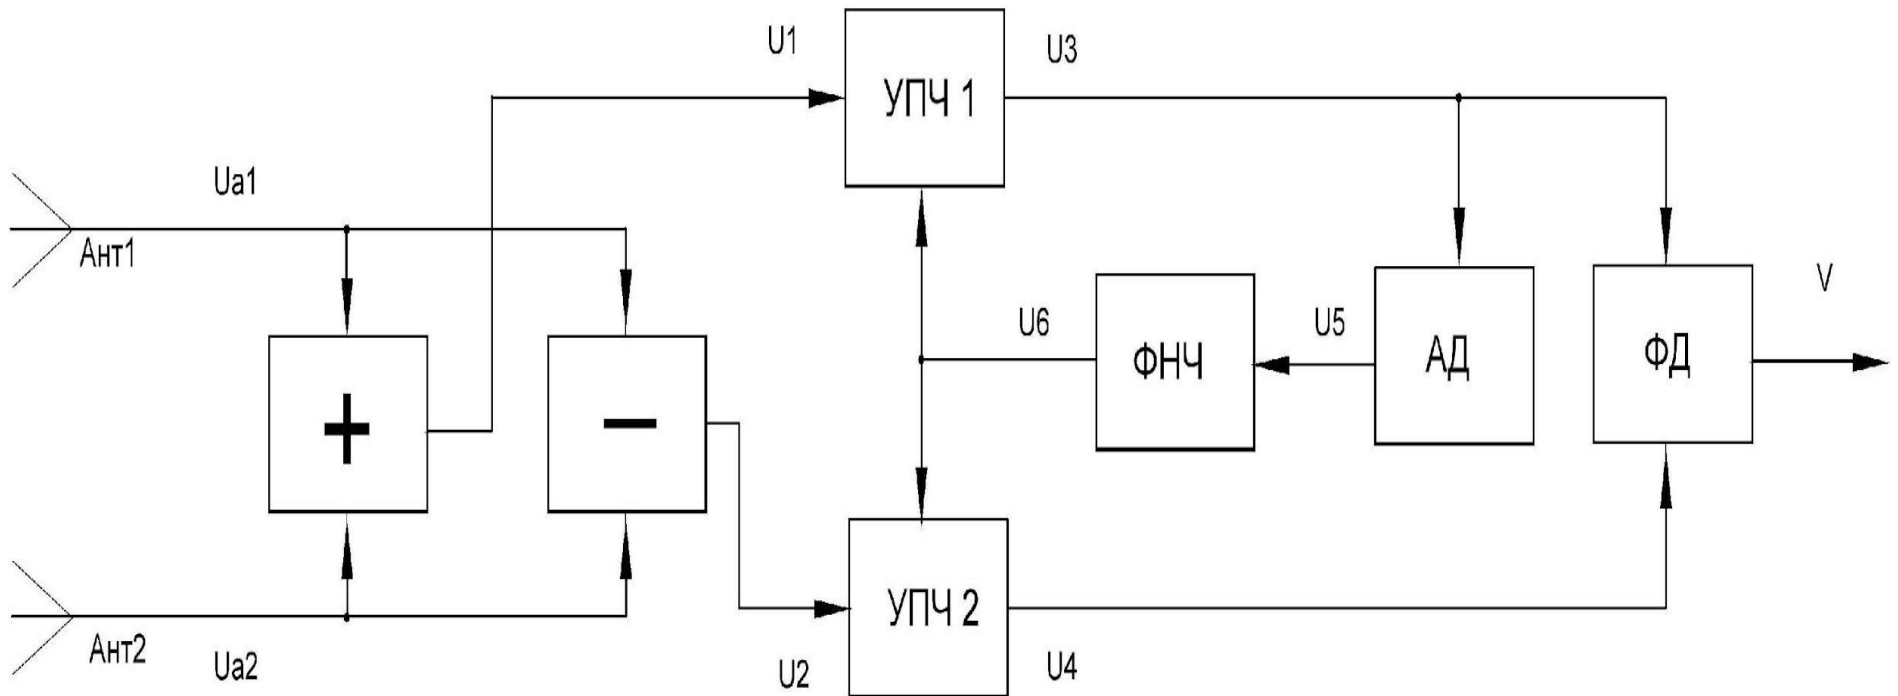 U1
УПЧ 1
U3
Ua1
Ант1
U6
U5
V
ФНЧ
АД
ФД
+
−
УПЧ 2
Ант2
Ua2
U2
U4